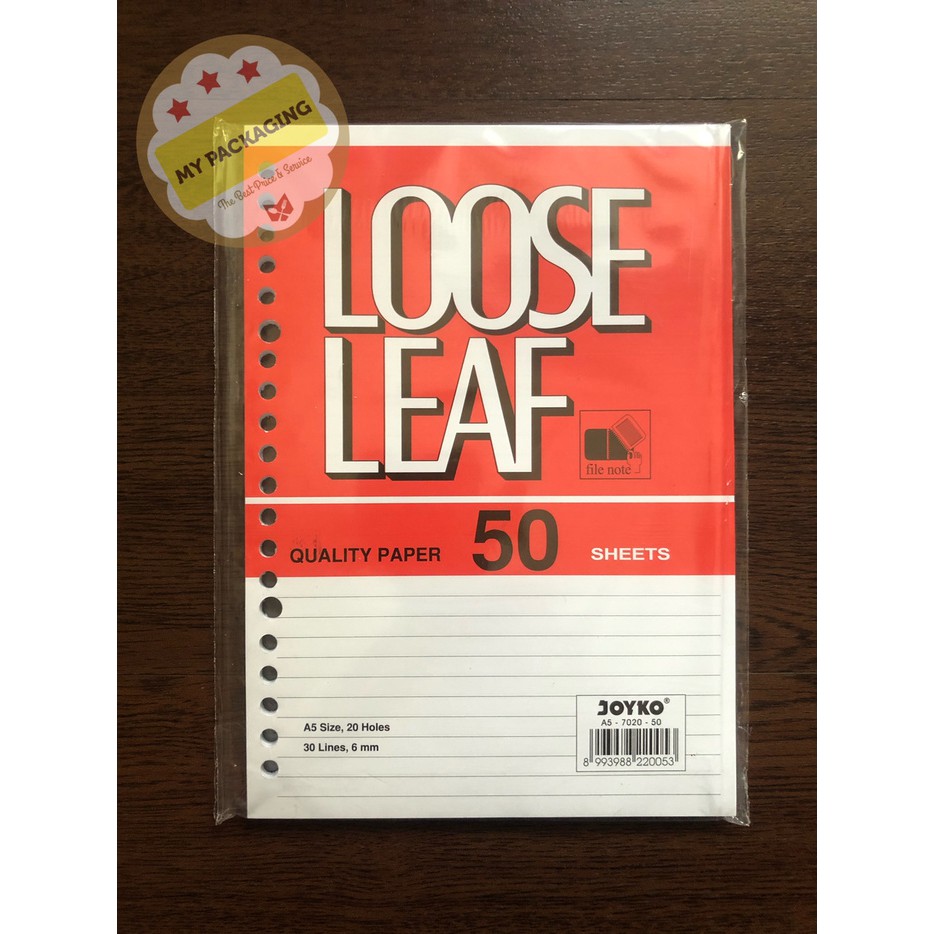 MY PACKAGING
The Best Price & Service
LOOSE
LEAF
file note
QUALITY PAPER 50 SHEETS
A5 Size, 20 Holes
30 Lines, 6 mm
JOYKO®
A5 - 7020 - 50
8 993988 220053